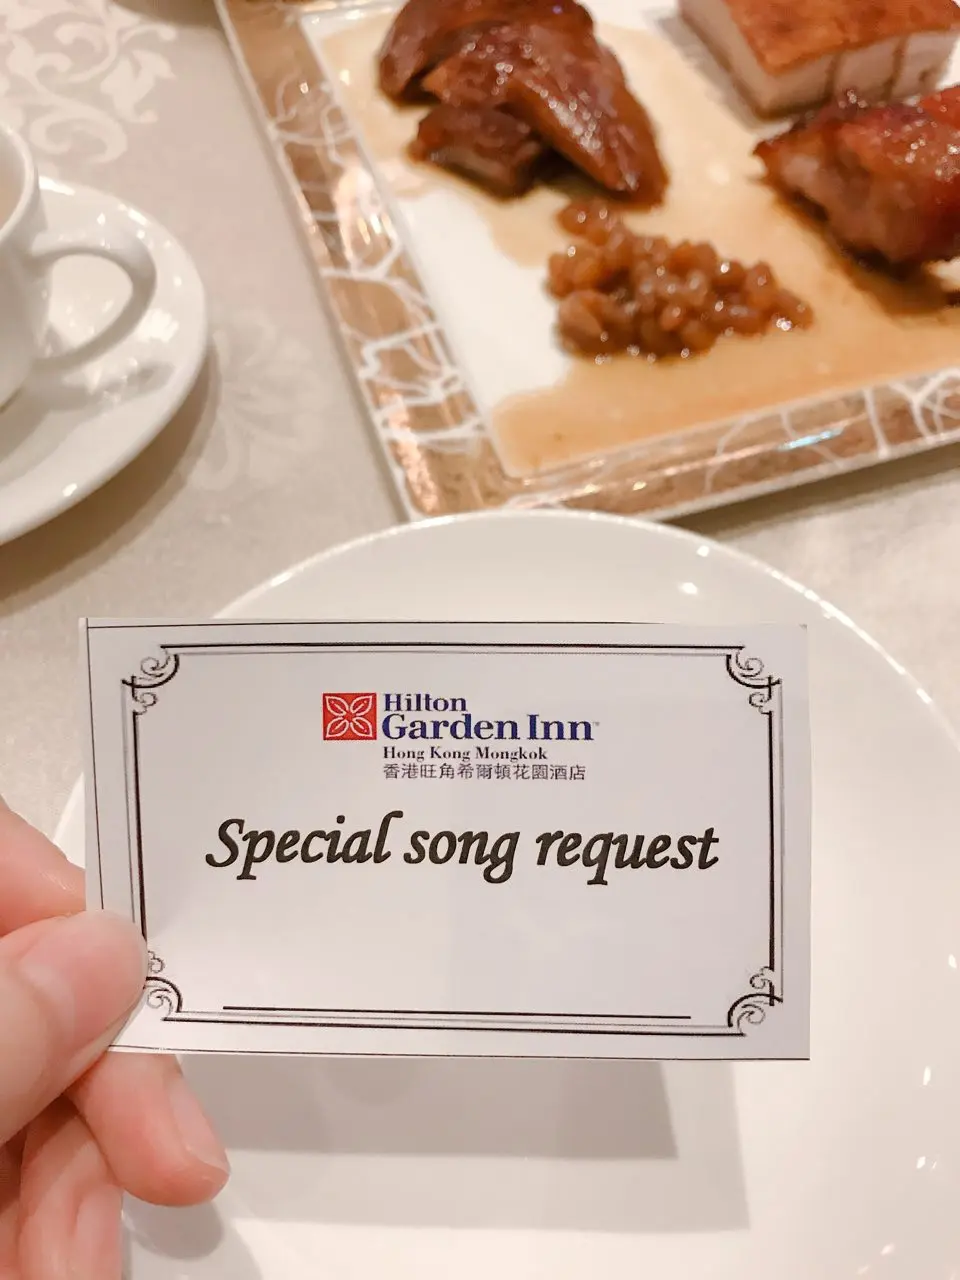 Hilton
Garden Inn™
Hong Kong Mongkok
香港旺角希爾頓花園酒店
Special song request